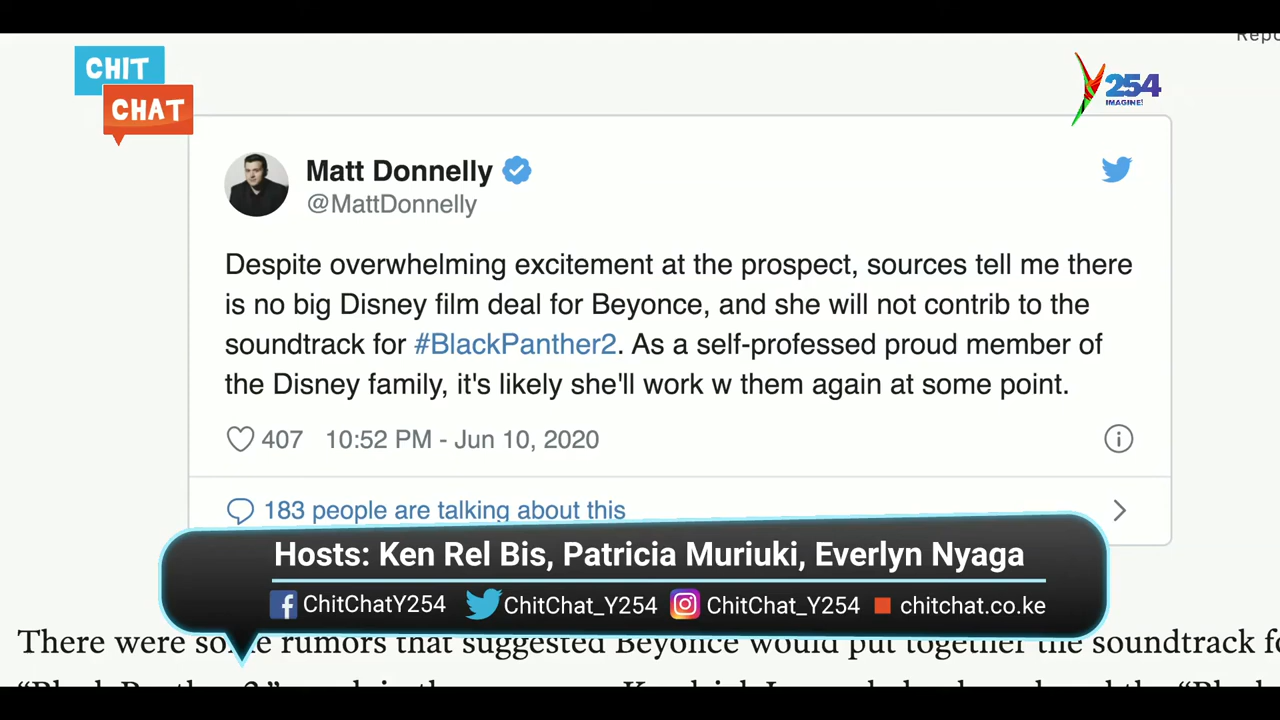 Repo
CHIT
CHAT
254
IMAGINE!
Matt Donnelly
@MattDonnelly
Despite overwhelming excitement at the prospect, sources tell me there
is no big Disney film deal for Beyonce, and she will not contrib to the
soundtrack for #BlackPanther2. As a self-professed proud member of
the Disney family, it's likely she'll work w them again at some point.
407 10:52 PM - Jun 10, 2020
183 people are talking about this
Hosts: Ken Rel Bis, Patricia Muriuki, Everlyn Nyaga
ChitChatY254 ChitChat_Y254 ChitChat_Y254 chitchat.co.ke
There were some rumors that suggested Beyoncé would put together the soundtrack